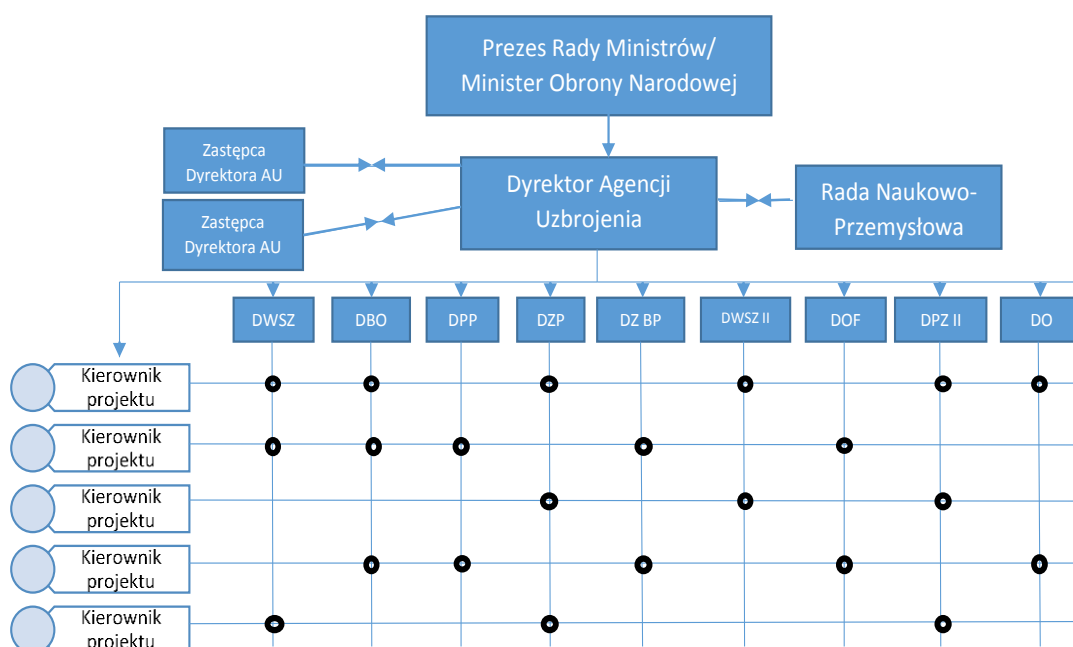 Prezes Rady Ministrów/
Minister Obrony Narodowej
Zastępca
Dyrektora AU
Dyrektor Agencji
Uzbrojenia
Rada Naukowo-
Przemysłowa
Zastępca
Dyrektora AU
DWSZ
DBO
DPP
DZP
DZ BP
DWSZ II
DOF
DPZ II
DO
Kierownik
projektu
Kierownik
projektu
Kierownik
projektu
Kierownik
projektu
Kierownik
projektu